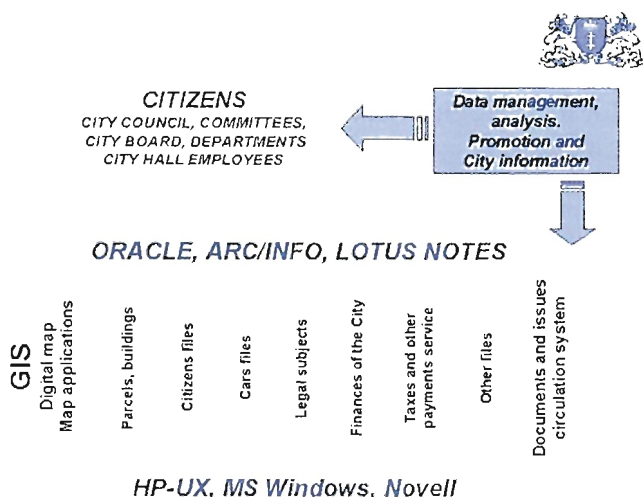 CITIZENS
CITY COUNCIL, COMMITTEES,
CITY BOARD, DEPARTMENTS
CITY HALL EMPLOYEES
Data management,
analysis.
Promotion and
City information
ORACLE, ARC/INFO, LOTUS NOTES
GIS
Digital map
Map applications
Parcels, buildings
Citizens files
Cars files
Legal subjects
Finances of the City
Taxes and other
payments service
Other files
Documents and issues
circulation system
HP-UX, MS Windows, Novell